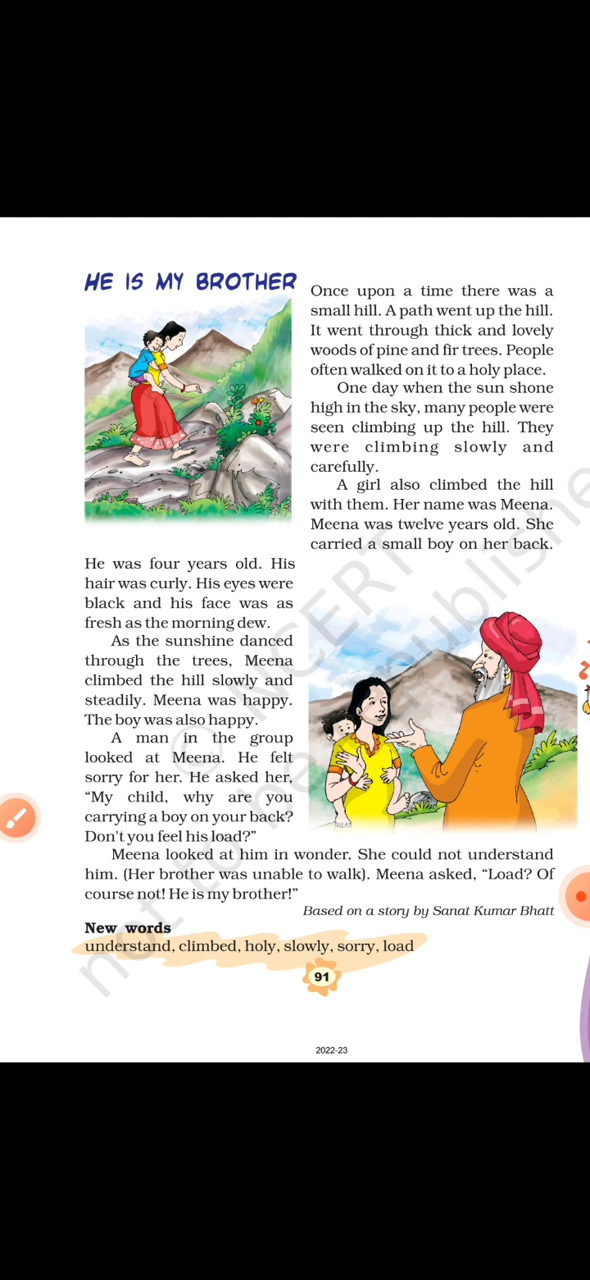 HE IS MY BROTHER
Once upon a time there was a
small hill. A path went up the hill.
It went through thick and lovely
woods of pine and fir trees. People
often walked on it to a holy place.
One day when the sun shone
high in the sky, many people were
seen climbing up the hill. They
were climbing slowly and
carefully.
A girl also climbed the hill
with them. Her name was Meena.
Meena was twelve years old. She
carried a small boy on her back.
He was four years old. His
hair was curly. His eyes were
black and his face was as
fresh as the morning dew.
As the sunshine danced
through the trees, Meena
climbed the hill slowly and
steadily. Meena was happy.
The boy was also happy.
A man in the group
looked at Meena. He felt
sorry for her. He asked her,
“My child, why are you
carrying a boy on your back?
Don't you feel his load?”
Meena looked at him in wonder. She could not understand
him. (Her brother was unable to walk). Meena asked, “Load? Of
course not! He is my brother!”
Based on a story by Sanat Kumar Bhatt
New words
understand, climbed, holy, slowly, sorry, load
91
2022-23
© NCERT
not to be republished